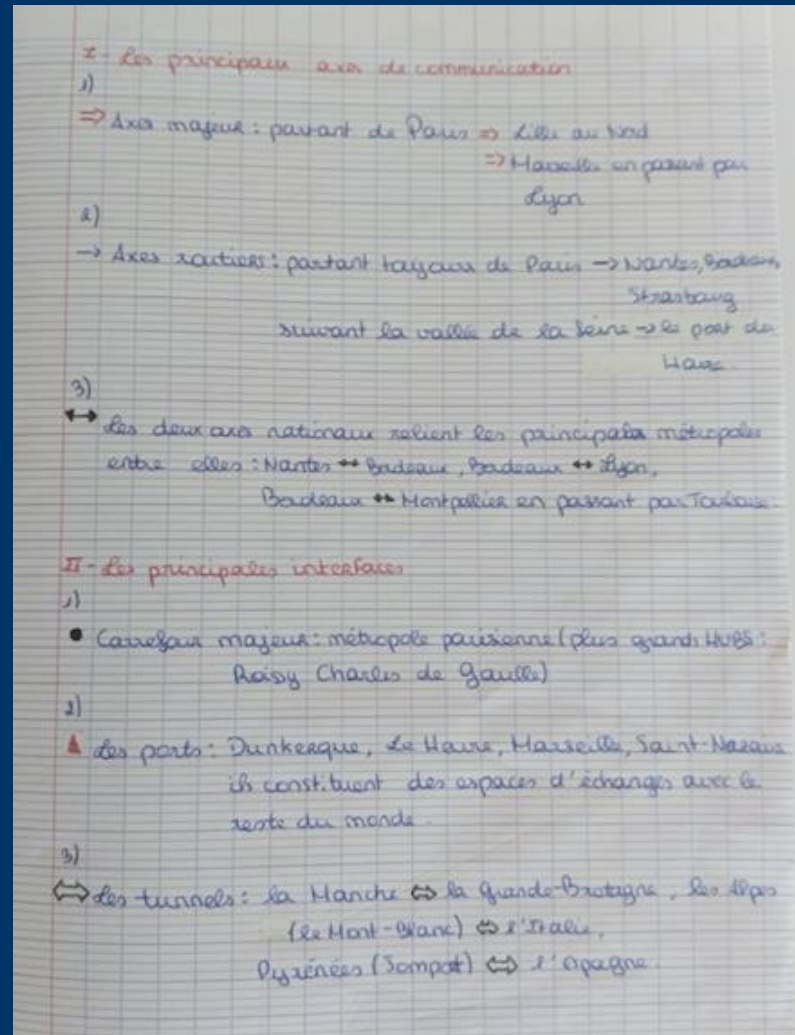 I - Les principaux axes de communication
1)
⇒ Axes majeur : partant de Paris ⇒ Lille au Nord
⇒ Marseille en passant par
Lyon
2)
→ Axes routiers : partant toujours de Paris → Nantes, Bordeaux,
Strasbourg
suivant la vallée de la Seine → le port du
Havre.
3)
↔ Les deux axes nationaux relient les principales métropoles
entre elles : Nantes ↔ Bordeaux, Bordeaux ↔ Lyon,
Bordeaux ↔ Montpellier en passant par Toulouse.
II - Les principales interfaces
1)
● Carrefour majeur : métropole parisienne (plus grands HUBS :
Roissy Charles de Gaulle)
2)
▲ Les ports : Dunkerque, Le Havre, Marseille, Saint-Nazaire
ils constituent des espaces d'échanges avec le
reste du monde.
3)
⇔ Les tunnels : la Manche ⇔ la Grande-Bretagne, les Alpes
(le Mont-Blanc) ⇔ l'Italie,
Pyrénées (Somport) ⇔ l'Espagne.